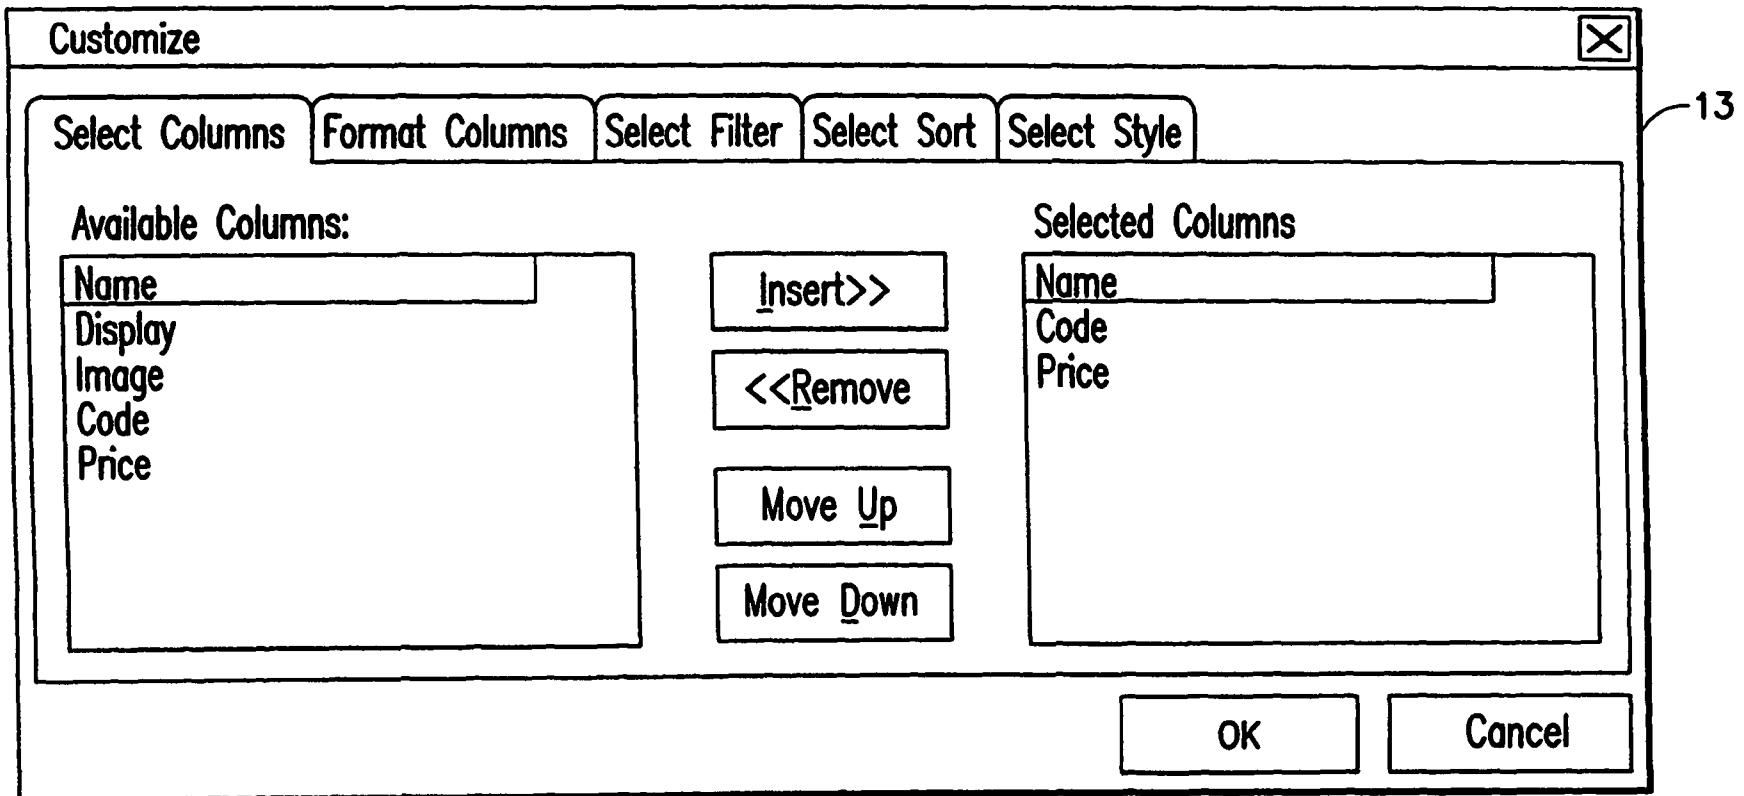 Customize
13
Select Columns Format Columns Select Filter Select Sort Select Style
Available Columns:
Name
Display
Image
Code
Price
Insert>>
<<Remove
Move Up
Move Down
Selected Columns
Name
Code
Price
OK
Cancel